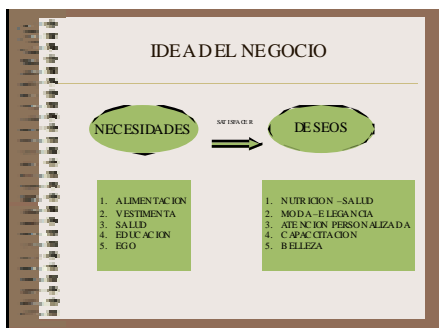 IDEA DEL NEGOCIO
NECESIDADES
SATISFACER
DESEOS
1. ALIMENTACION
2. VESTIMENTA
3. SALUD
4. EDUCACION
5. EGO
1. NUTRICION –SALUD
2. MODA–ELEGANCIA
3. ATENCION PERSONALIZADA
4. CAPACCITACION
5. BELLEZA